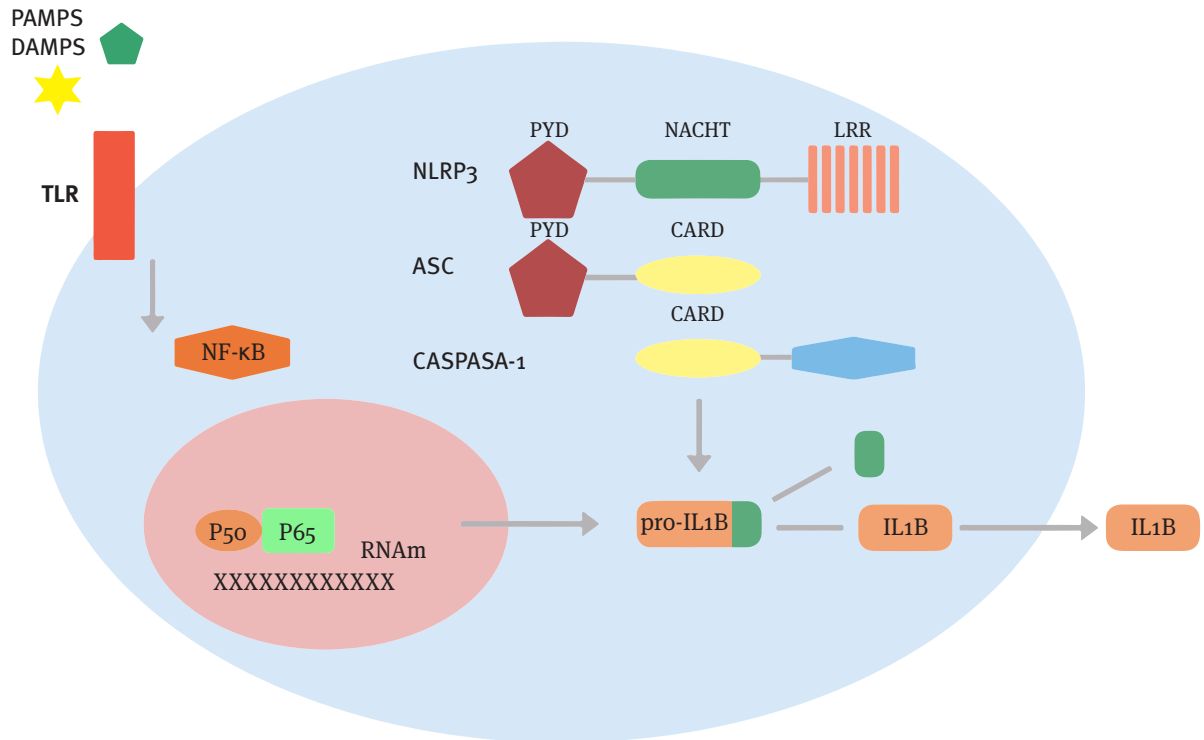 PAMPS
DAMPS
TLR
NF-κB
PYD NACHT LRR
NLRP3
PYD CARD
ASC
CARD
CASPASA-1
P50 P65
RNAm
XXXXXXXXXXXX
pro-IL1B
IL1B
IL1B